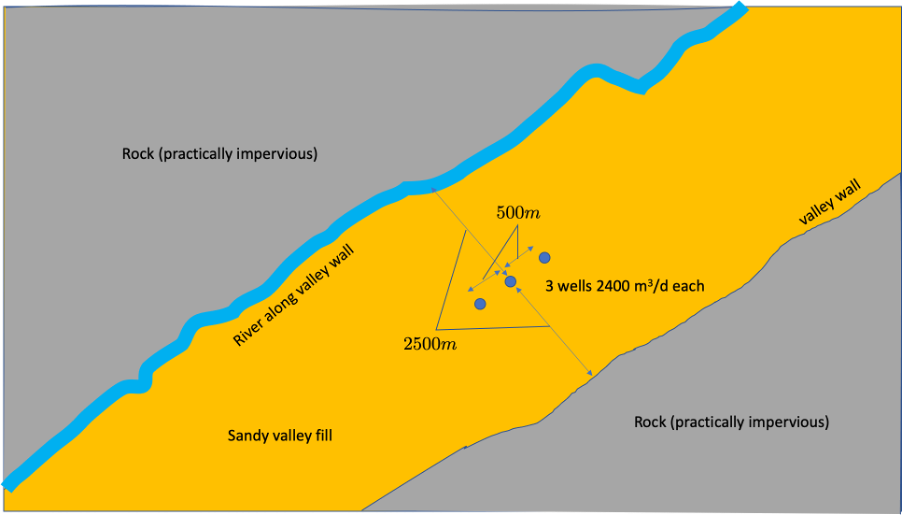 Rock (practically impervious)
valley wall
500m
River along valley wall
3 wells 2400 m³/d each
2500m
Rock (practically impervious)
Sandy valley fill